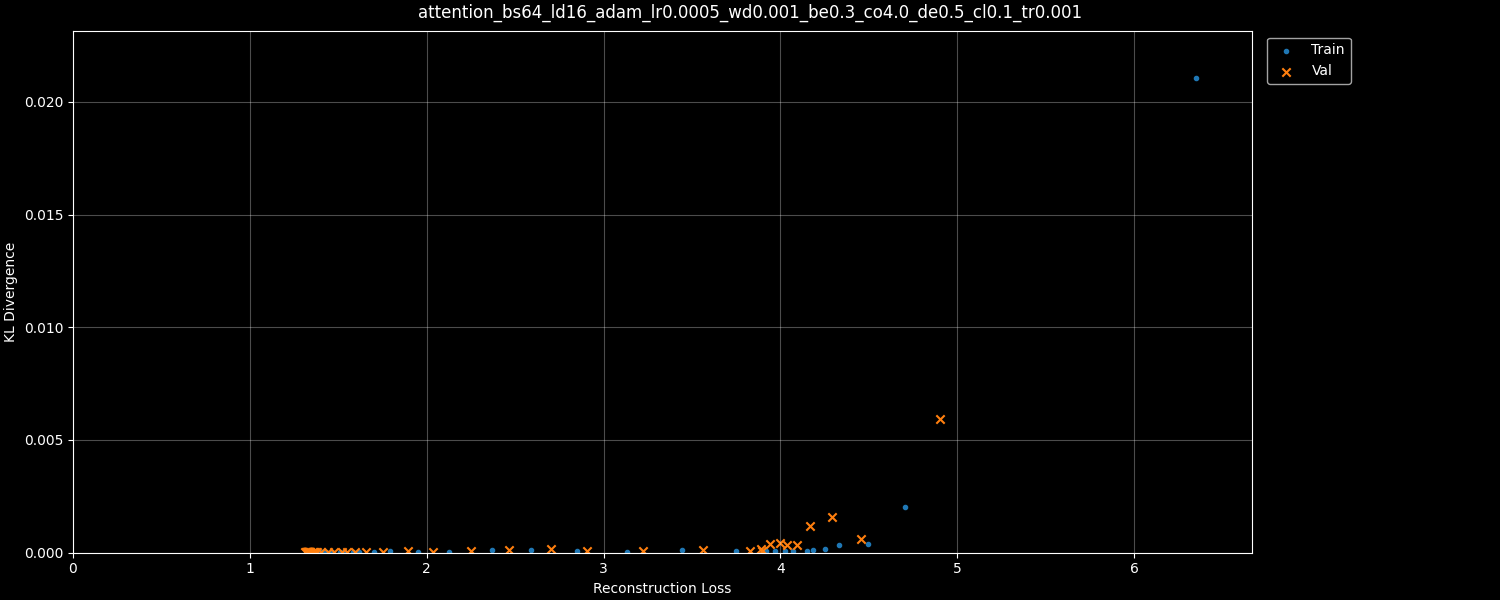 attention_bs64_ld16_adam_lr0.0005_wd0.001_be0.3_co4.0_de0.5_cl0.1_tr0.001
Train
Val
0.020
0.015
0.010
0.005
0.000
KL Divergence
0 1 2 3 4 5 6
Reconstruction Loss